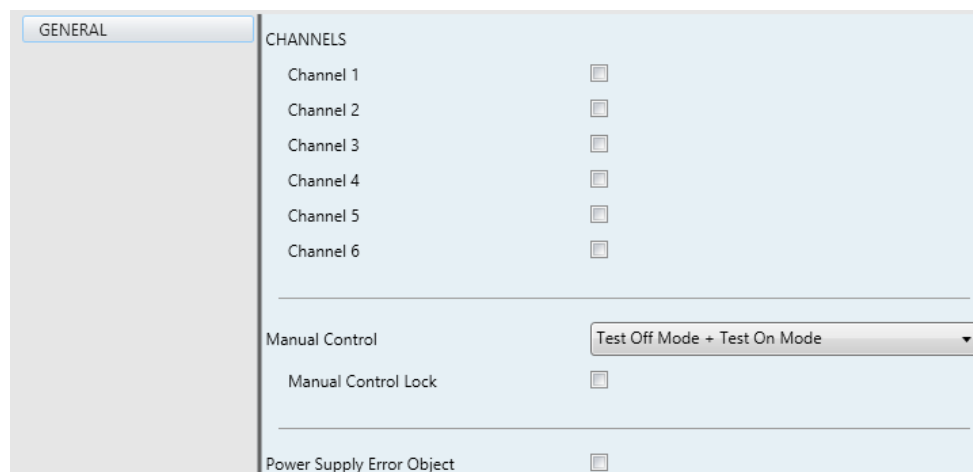 GENERAL
CHANNELS
Channel 1
Channel 2
Channel 3
Channel 4
Channel 5
Channel 6
Manual Control
Test Off Mode + Test On Mode
Manual Control Lock
Power Supply Error Object